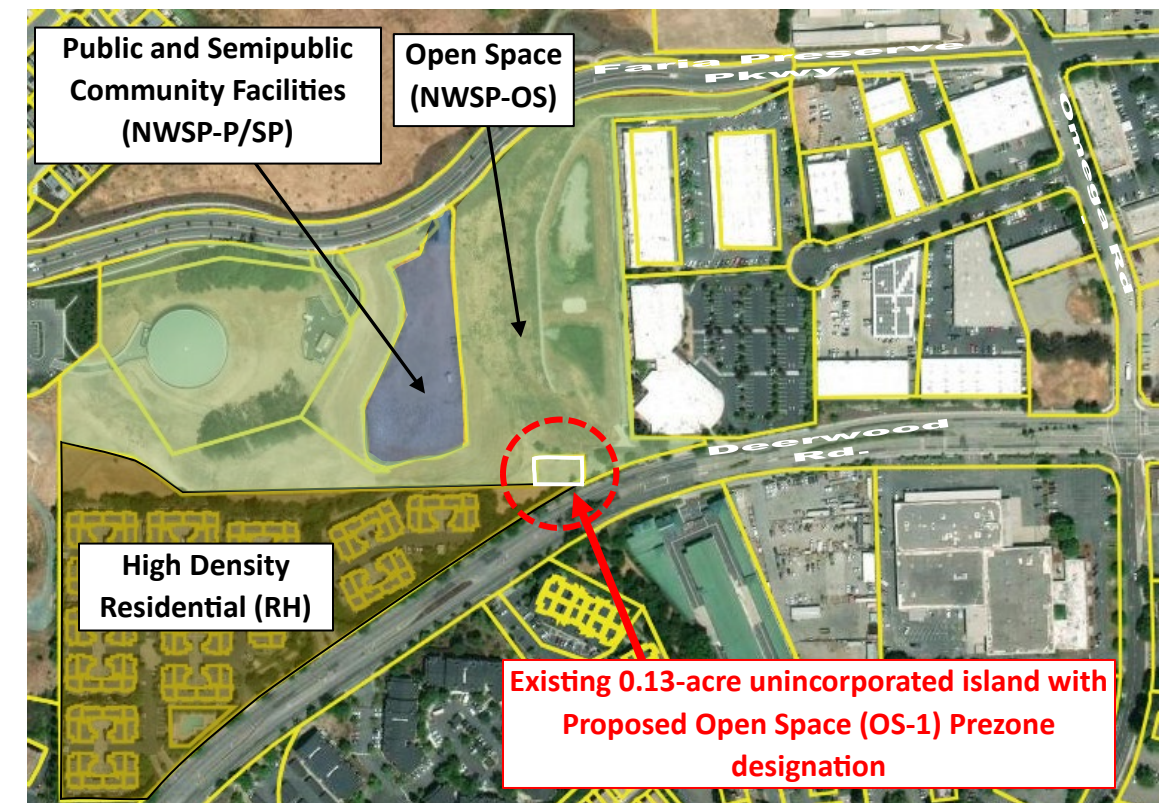 Public and Semipublic
Community Facilities
(NWSP-P/SP)
Open Space
(NWSP-OS)
Faria Preserve
Pkwy
Omega Rd
Deerwood
Rd.
High Density
Residential (RH)
Existing 0.13-acre unincorporated island with
Proposed Open Space (OS-1) Prezone
designation